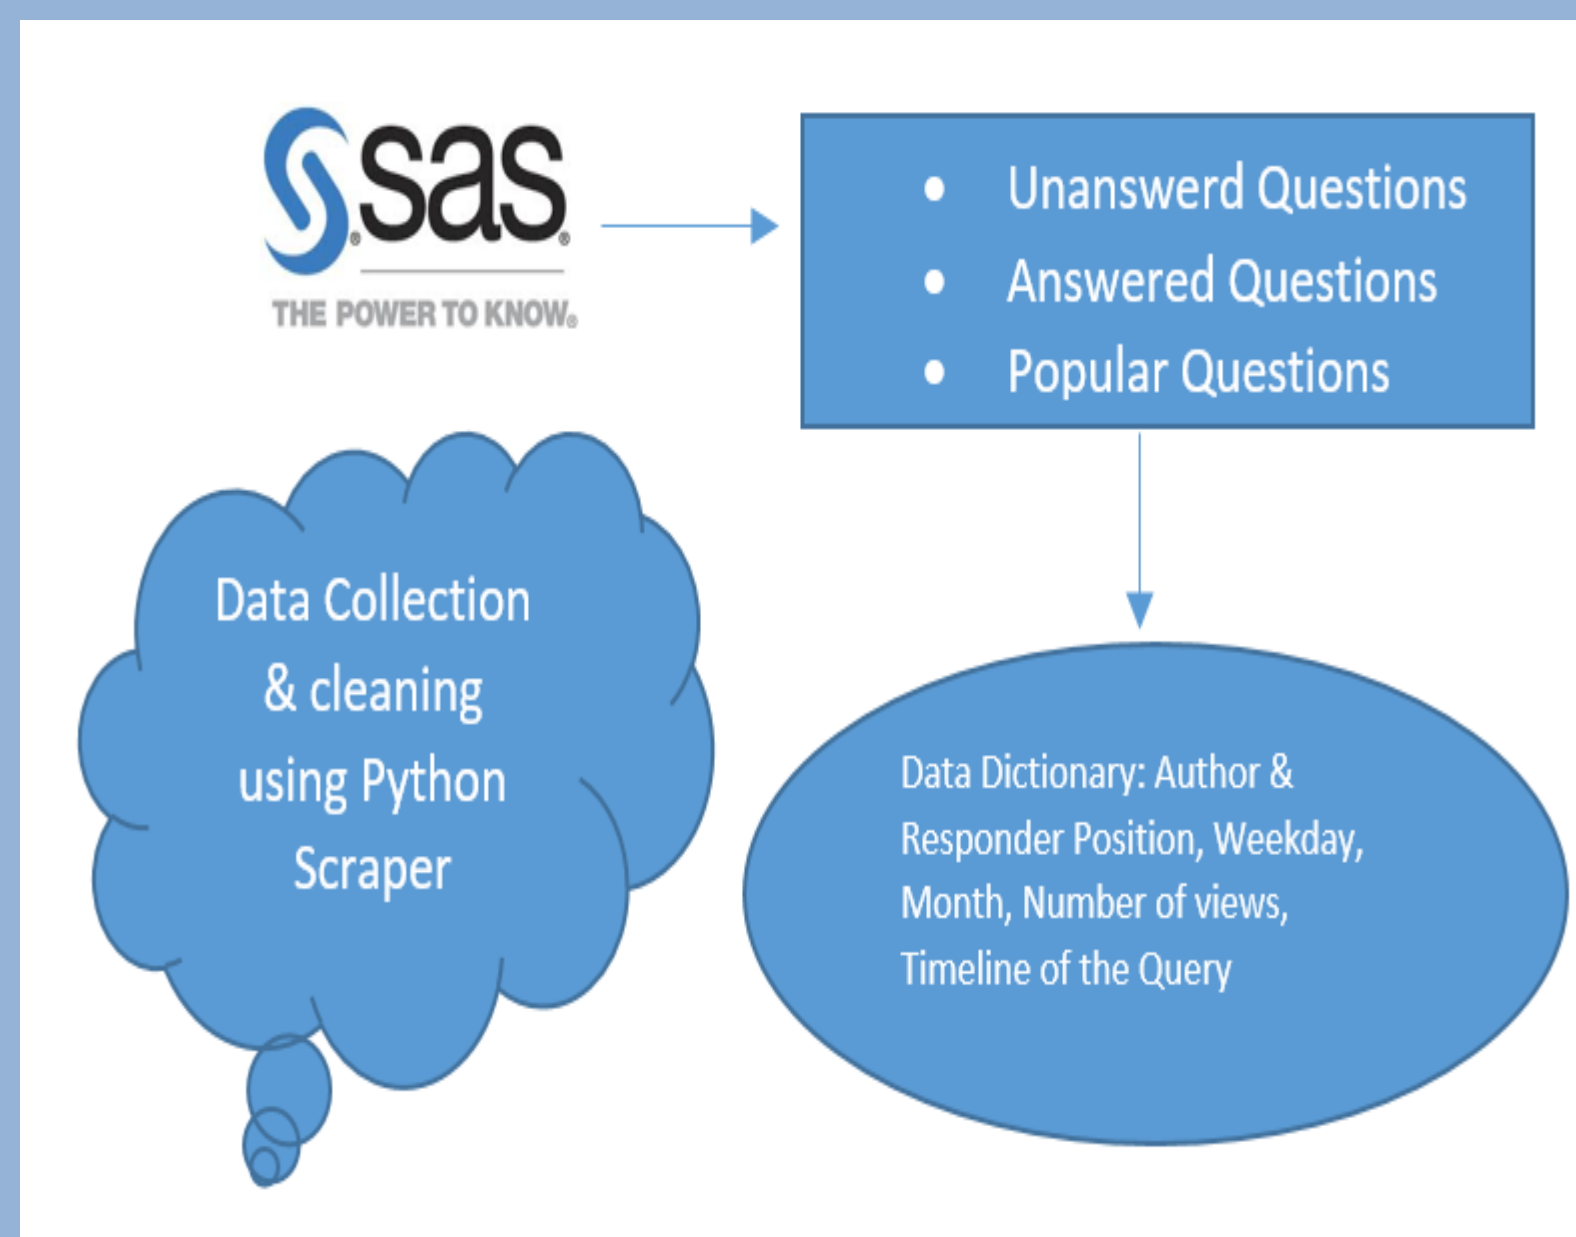 sas
THE POWER TO KNOW®
• Unanswerd Questions
• Answered Questions
• Popular Questions
Data Collection
& cleaning
using Python
Scraper
Data Dictionary: Author &
Responder Position, Weekday,
Month, Number of views,
Timeline of the Query